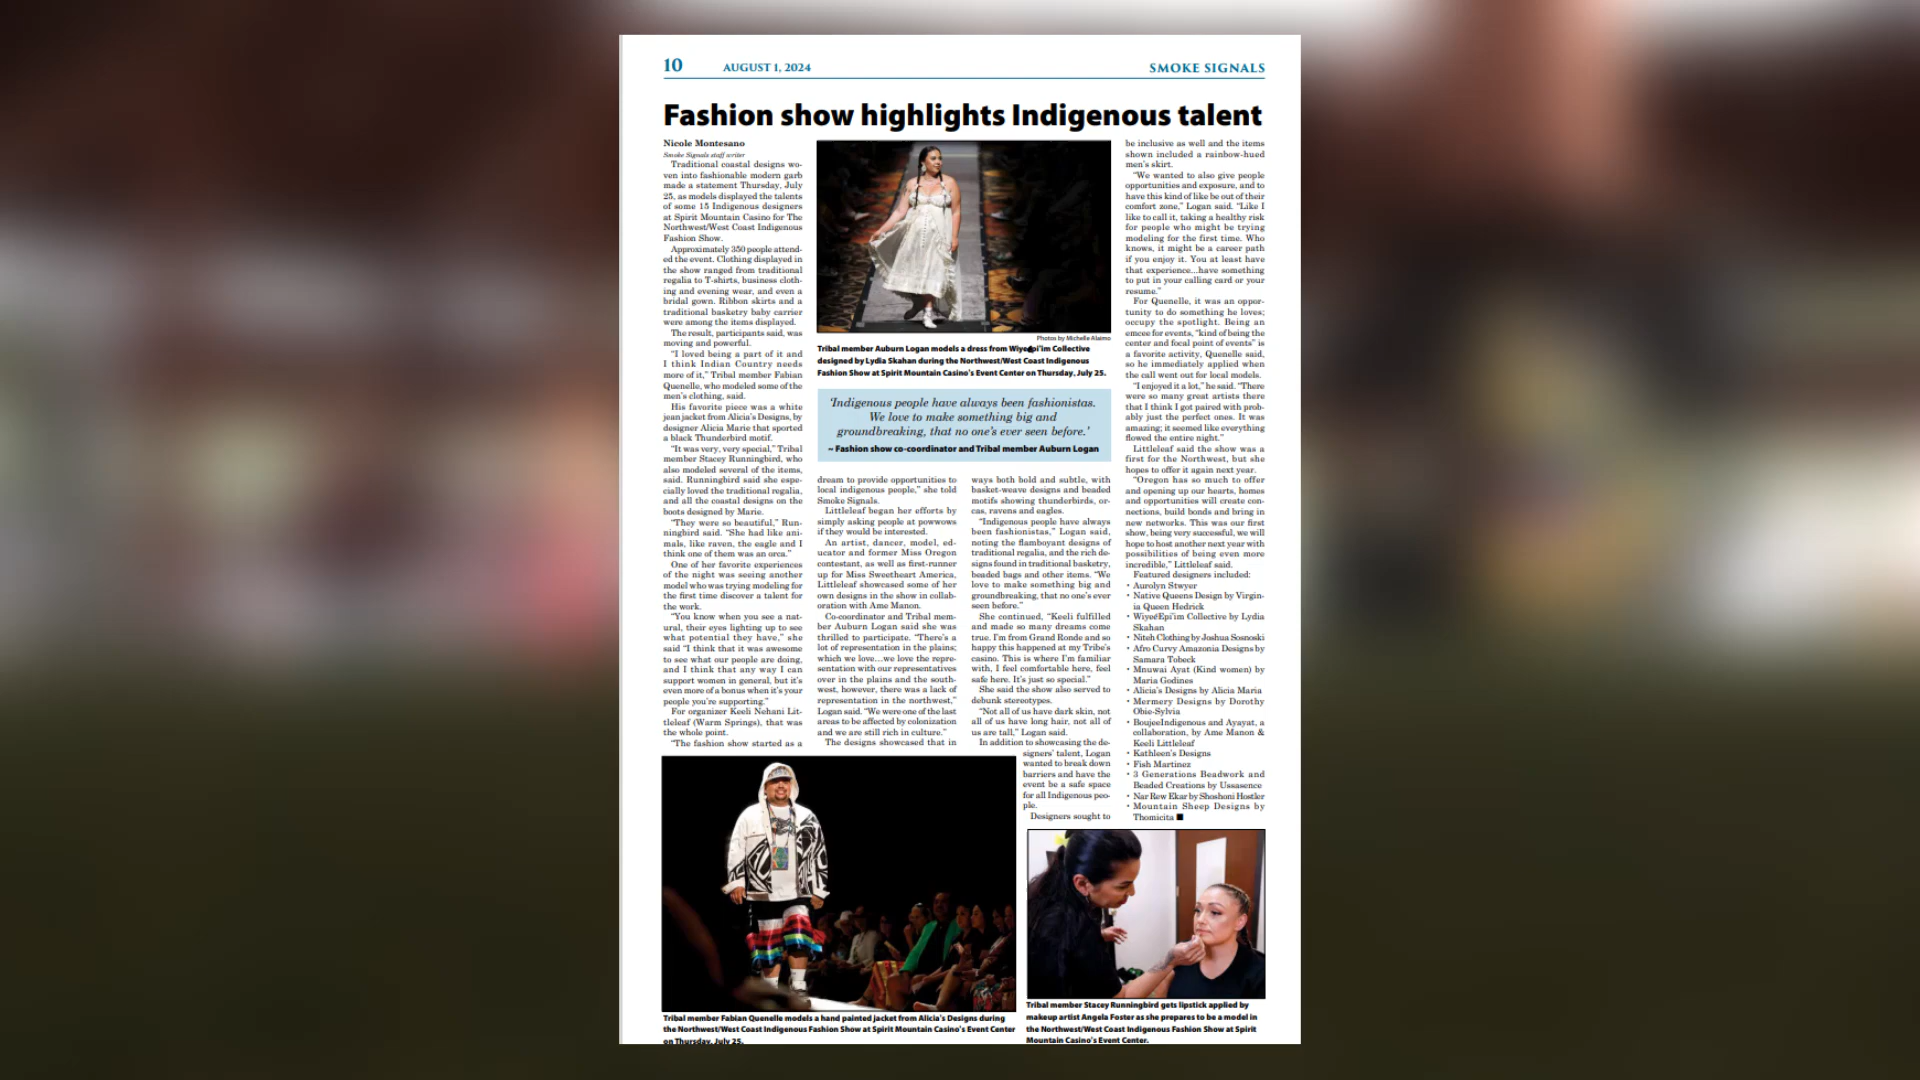 10
AUGUST 1, 2024
SMOKE SIGNALS
Fashion show highlights Indigenous talent
Nicole Montesano
Smoke Signals staff writer
Traditional coastal designs wo-
ven into fashionable modern garb
made a statement Thursday, July
25, as models displayed the talents
of some 15 Indigenous designers
at Spirit Mountain Casino for The
Northwest/West Coast Indigenous
Fashion Show.
Approximately 350 people attend-
ed the event. Clothing displayed in
the show ranged from traditional
regalia to T-shirts, business cloth-
ing and evening wear, and even a
bridal gown. Ribbon skirts and a
traditional basketry baby carrier
were among the items displayed.
The result, participants said, was
moving and powerful.
"I loved being a part of it and
I think Indian Country needs
more of it," Tribal member Fabian
Quenelle, who modeled some of the
men's clothing, said.
His favorite piece was a white
jean jacket from Alicia's Designs, by
designer Alicia Marie that sported
a black Thunderbird motif.
"It was very, very special," Tribal
member Stacey Runningbird, who
also modeled several of the items,
said. Runningbird said she espe-
cially loved the traditional regalia,
and all the coastal designs on the
boots designed by Marie.
"They were so beautiful," Run-
ningbird said. "She had like ani-
mals, like raven, the eagle and I
think one of them was an orca."
One of her favorite experiences
of the night was seeing another
model who was trying modeling for
the first time discover a talent for
the work.
"You know when you see a nat-
ural, their eyes lighting up to see
what potential they have," she
said "I think that it was awesome
to see what our people are doing,
and I think that any way I can
support women in general, but it's
even more of a bonus when it's your
people you're supporting."
For organizer Keeli Nehani Lit-
tleleaf (Warm Springs), that was
the whole point.
"The fashion show started as a
Photos by Michelle Alaimo
Tribal member Auburn Logan models a dress from Collective
designed by Lydia Skahan during the Northwest/West Coast Indigenous
Fashion Show at Spirit Mountain Casino's Event Center on Thursday, July 25.
'Indigenous people have always been fashionistas.
We love to make something big and
groundbreaking, that no one's ever seen before.'
~ Fashion show co-coordinator and Tribal member Auburn Logan
dream to provide opportunities to
local indigenous people," she told
Smoke Signals.
Littleleaf began her efforts by
simply asking people at powwows
if they would be interested.
An artist, dancer, model, ed-
ucator and former Miss Oregon
contestant, as well as first-runner
up for Miss Sweetheart America,
Littleleaf showcased some of her
own designs in the show in collab-
oration with Ame Manon.
Co-coordinator and Tribal mem-
ber Auburn Logan said she was
thrilled to participate. "There's a
lot of representation in the plains;
which we love…we love the repre-
sentation with our representatives
over in the plains and the south-
west, however, there was a lack of
representation in the northwest,"
Logan said. "We were one of the last
areas to be affected by colonization
and we are still rich in culture."
The designs showcased that in
ways both bold and subtle, with
basket-weave designs and beaded
motifs showing thunderbirds, or-
cas, ravens and eagles.
"Indigenous people have always
been fashionistas," Logan said,
noting the flamboyant designs of
traditional regalia, and the rich de-
signs found in traditional basketry,
beaded bags and other items. "We
love to make something big and
groundbreaking, that no one's ever
seen before."
She continued, "Keeli fulfilled
and made so many dreams come
true. I'm from Grand Ronde and so
happy this happened at my Tribe's
casino. This is where I'm familiar
with, I feel comfortable here, feel
safe here. It's just so special."
She said the show also served to
debunk stereotypes.
"Not all of us have dark skin, not
all of us have long hair, not all of
us are tall," Logan said.
In addition to showcasing the de-
signers' talent, Logan
wanted to break down
barriers and have the
event be a safe space
for all Indigenous peo-
ple.
Designers sought to
be inclusive as well and the items
shown included a rainbow-hued
men's skirt.
"We wanted to also give people
opportunities and exposure, and to
have this kind of like be out of their
comfort zone," Logan said. "Like I
like to call it, taking a healthy risk
for people who might be trying
modeling for the first time. Who
knows, it might be a career path
if you enjoy it. You at least have
that experience...have something
to put in your calling card or your
resume."
For Quenelle, it was an oppor-
tunity to do something he loves;
occupy the spotlight. Being an
emcee for events, "kind of being the
center and focal point of events" is
a favorite activity, Quenelle said,
so he immediately applied when
the call went out for local models.
"I enjoyed it a lot," he said. "There
were so many great artists there
that I think I got paired with prob-
ably just the perfect ones. It was
amazing; it seemed like everything
flowed the entire night."
Littleleaf said the show was a
first for the Northwest, but she
hopes to offer it again next year.
"Oregon has so much to offer
and opening up our hearts, homes
and opportunities will create con-
nections, build bonds and bring in
new networks. This was our first
show, being very successful, we will
hope to host another next year with
possibilities of being even more
incredible," Littleleaf said.
Featured designers included:
• Aurolyn Stwyer
• Native Queens Design by Virgin-
ia Queen Hedrick
• WiyeéEpi'im Collective by Lydia
Skahan
• Niteh Clothing by Joshua Sosnoski
• Afro Curvy Amazonia Designs by
Samara Tobeck
• Mnuwai Ayat (Kind women) by
Maria Godines
• Alicia's Designs by Alicia Maria
• Mermery Designs by Dorothy
Obie-Sylvia
• BoujeeIndigenous and Ayayat, a
collaboration, by Ame Manon &
Keeli Littleleaf
• Kathleen's Designs
• Fish Martinez
• 3 Generations Beadwork and
Beaded Creations by Ussasence
• Nar Rew Ekar by Shoshoni Hostler
• Mountain Sheep Designs by
Thomicita ■
Tribal member Fabian Quenelle models a hand painted jacket from Alicia's Designs during
the Northwest/West Coast Indigenous Fashion Show at Spirit Mountain Casino's Event Center
on Thursday, July 25.
Tribal member Stacey Runningbird gets lipstick applied by
makeup artist Angela Foster as she prepares to be a model in
the Northwest/West Coast Indigenous Fashion Show at Spirit
Mountain Casino's Event Center.